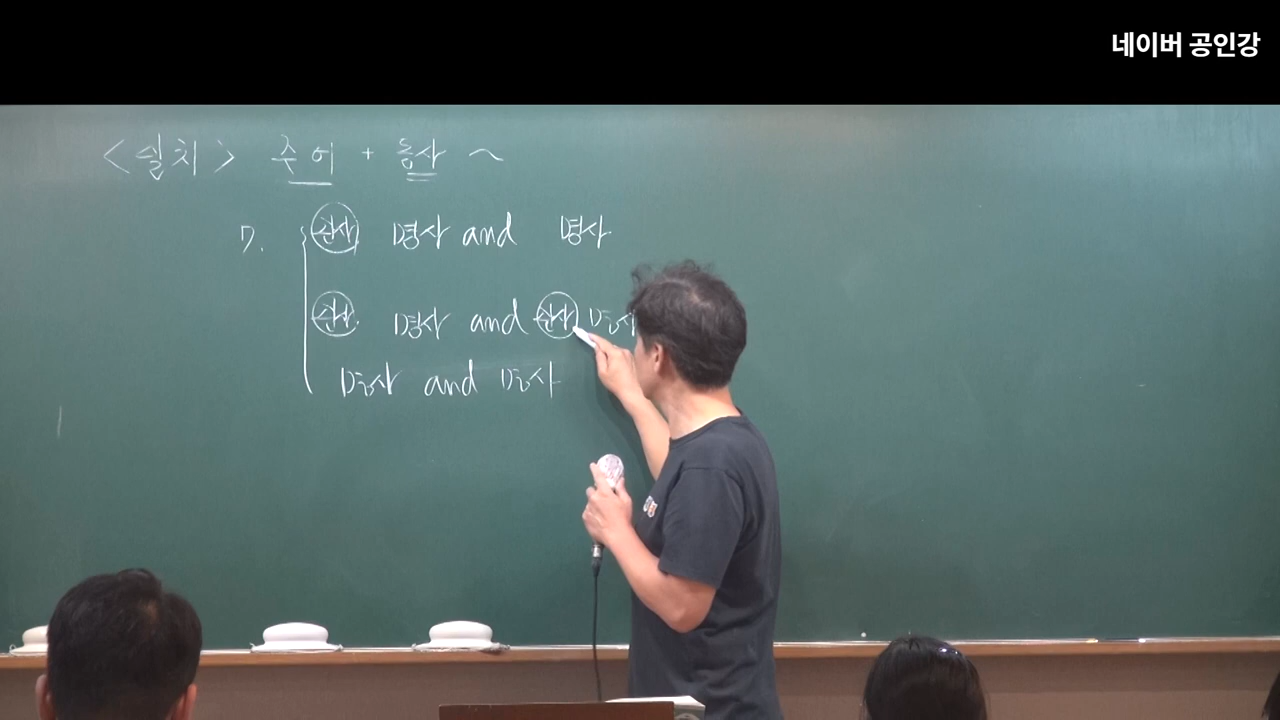 네이버 공인강
<일치> 주어 + 동사 ~
7. { 관사 명사 and 명사
관사 명사 and 관사 명사
명사 and 명사